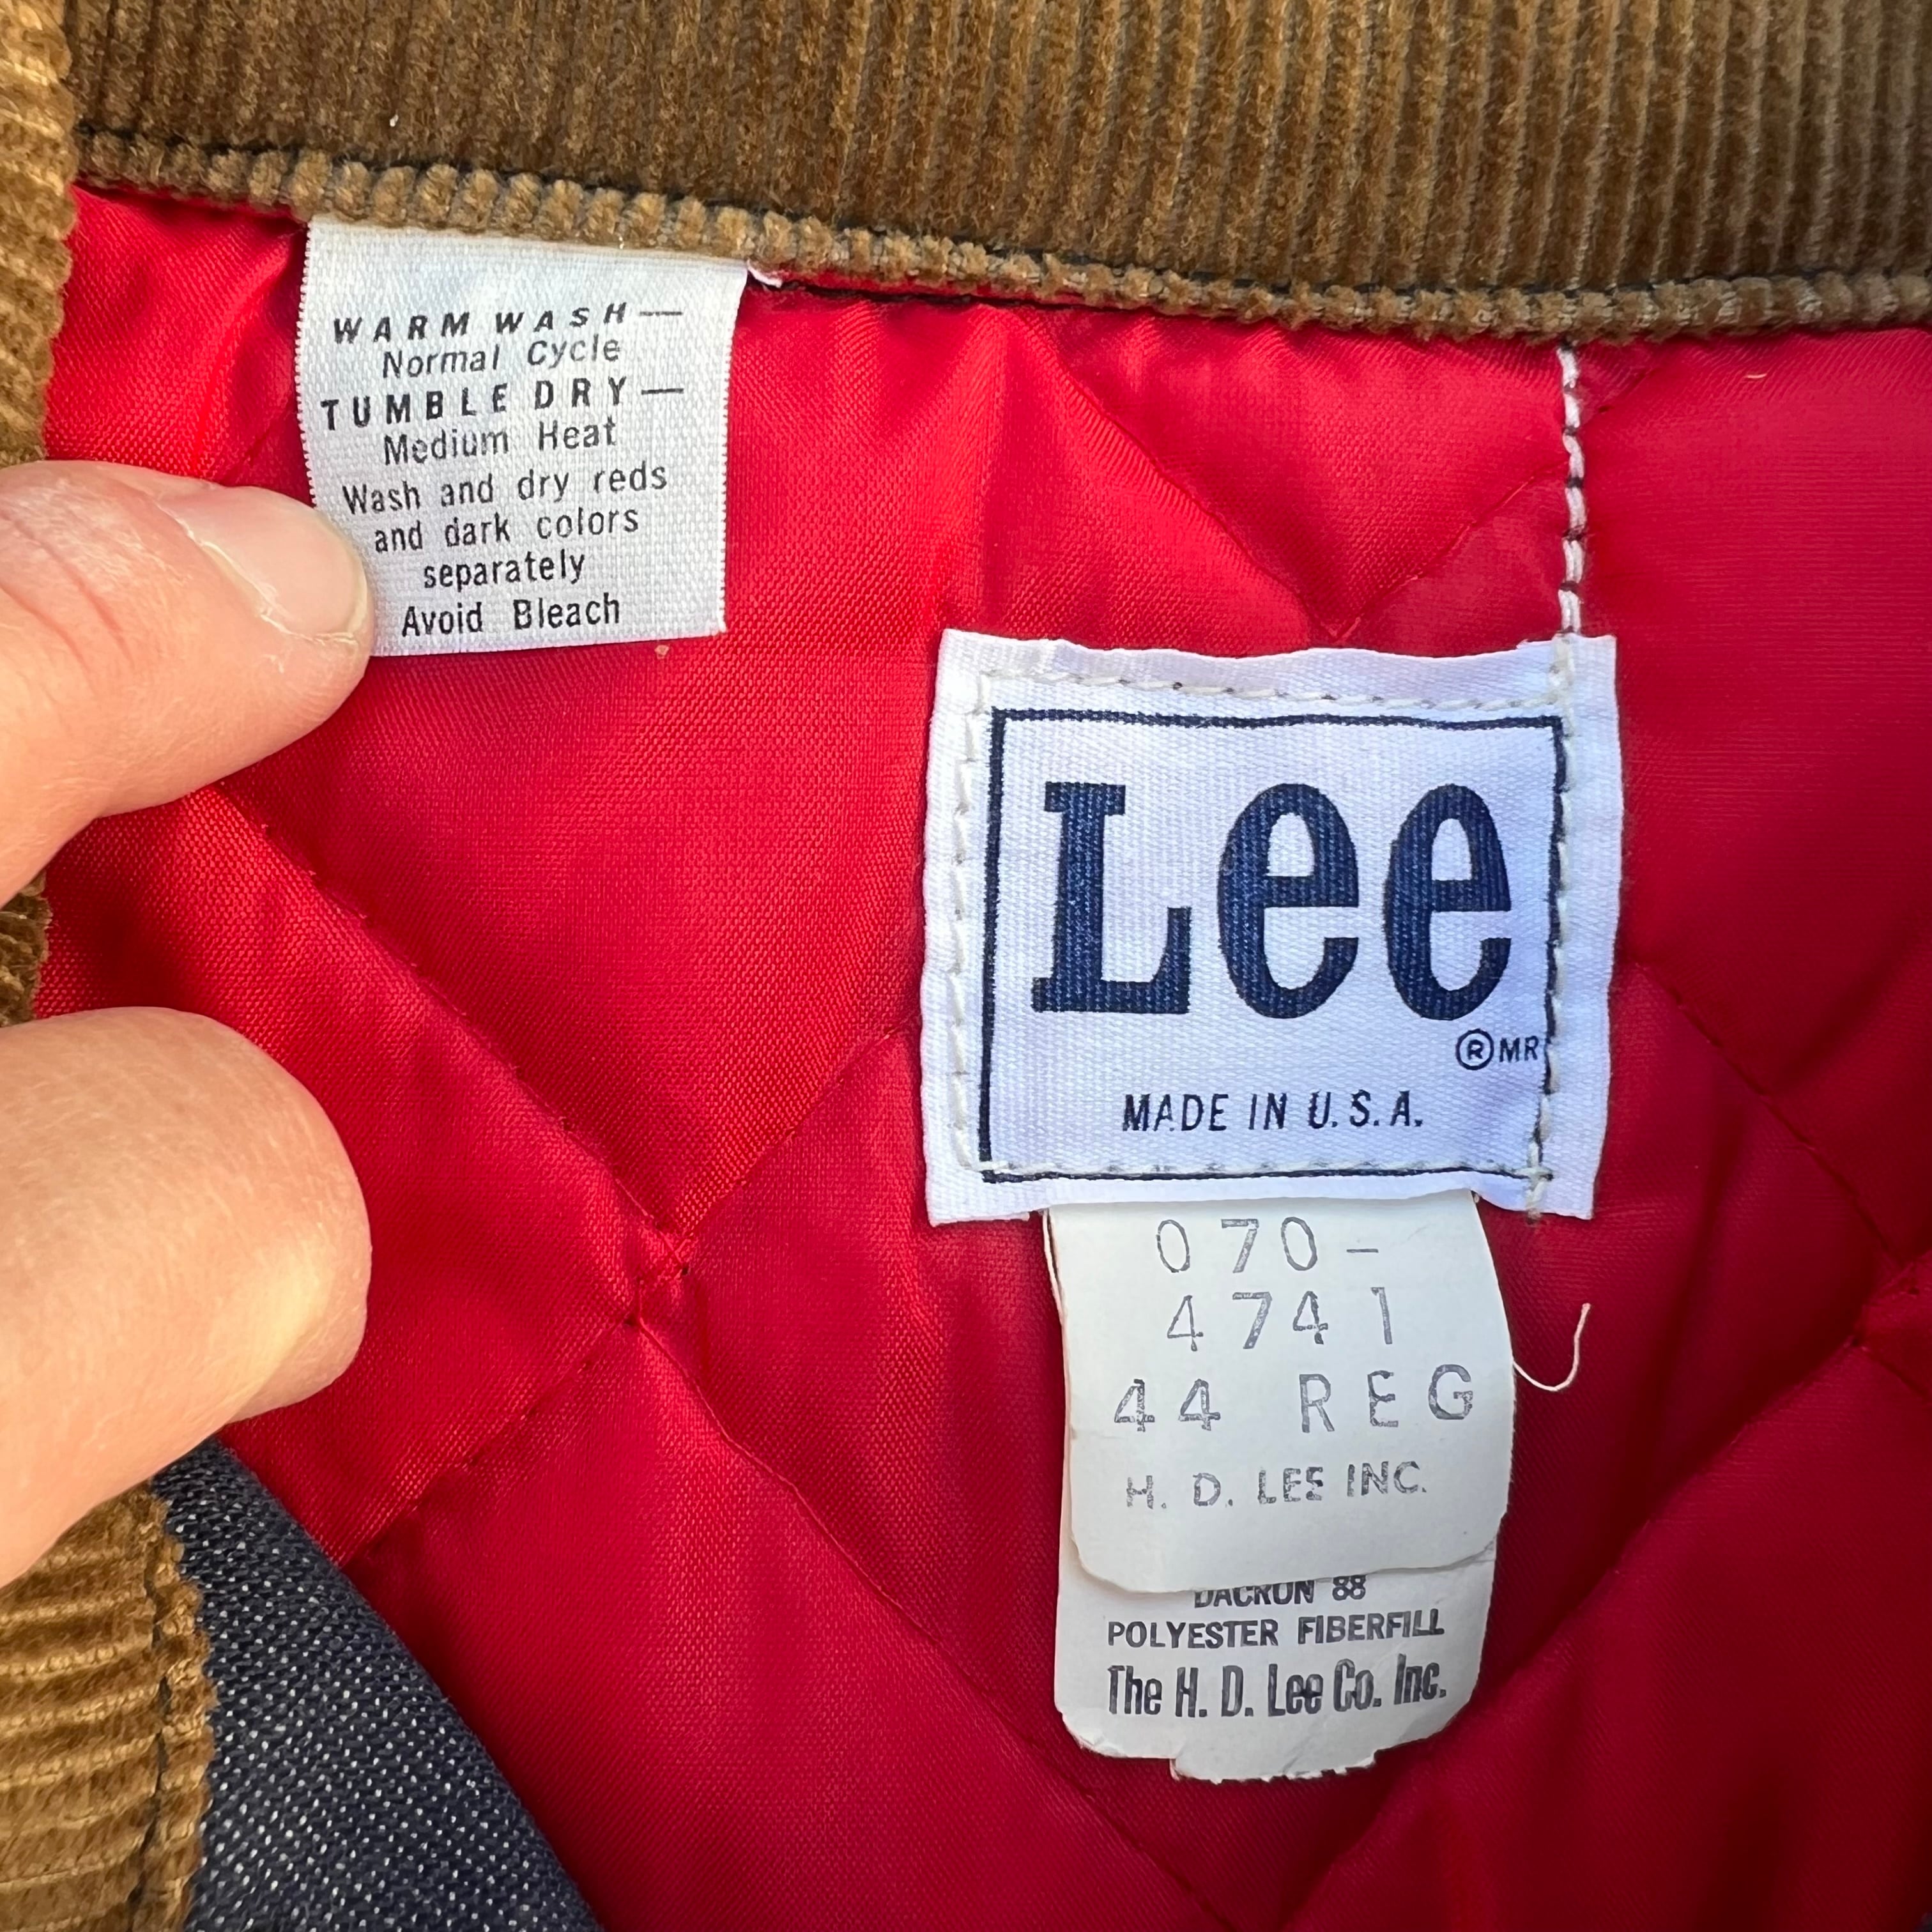 WARM WASH—
Normal Cycle
TUMBLE DRY—
Medium Heat
Wash and dry reds
and dark colors
separately
Avoid Bleach
Lee
®MR
MADE IN U.S.A.
070-
4741
44 REG
H. D. LEE INC.
DACRON 88
POLYESTER FIBERFILL
The H. D. Lee Co. Inc.